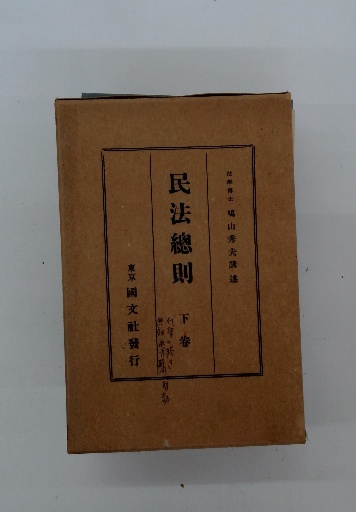 法學博士 鳩山秀夫講述
民法總則 下卷
東京 國文社發行